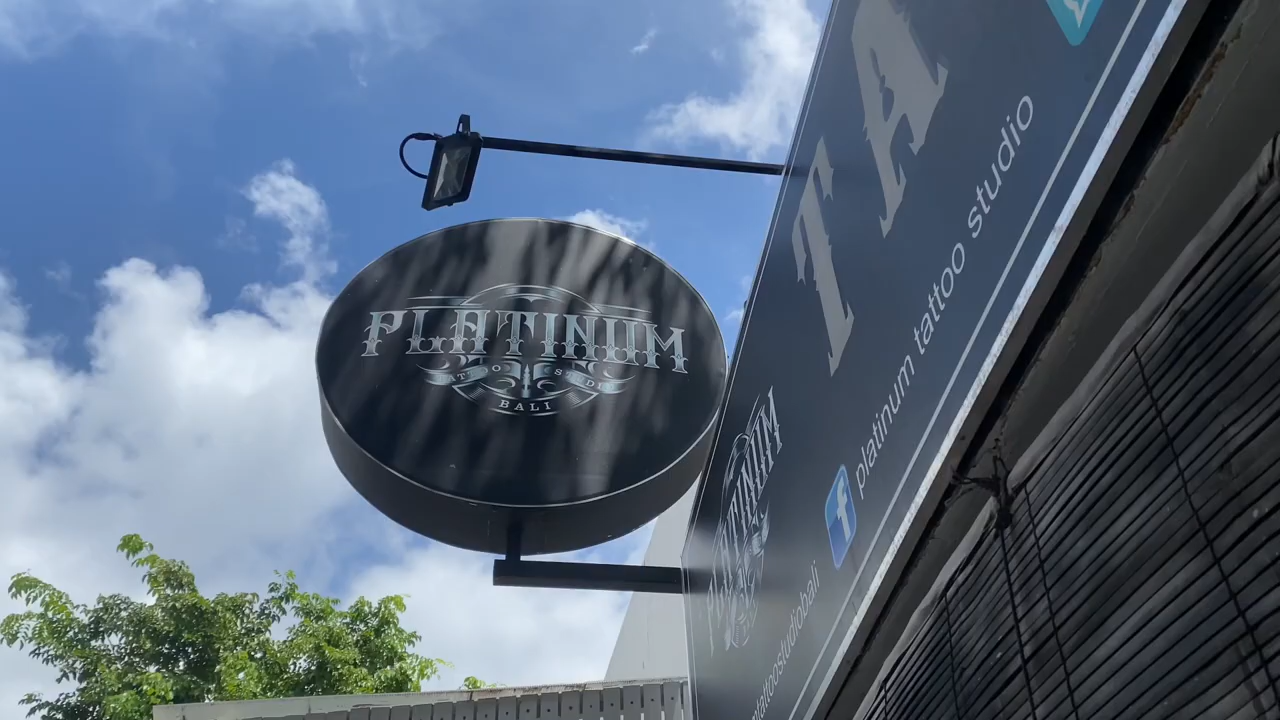 PLATINUM
TATTOO STUDIO
BALI
TA
platinum tattoo studio
f
PLATINUM
tattoostudiobali